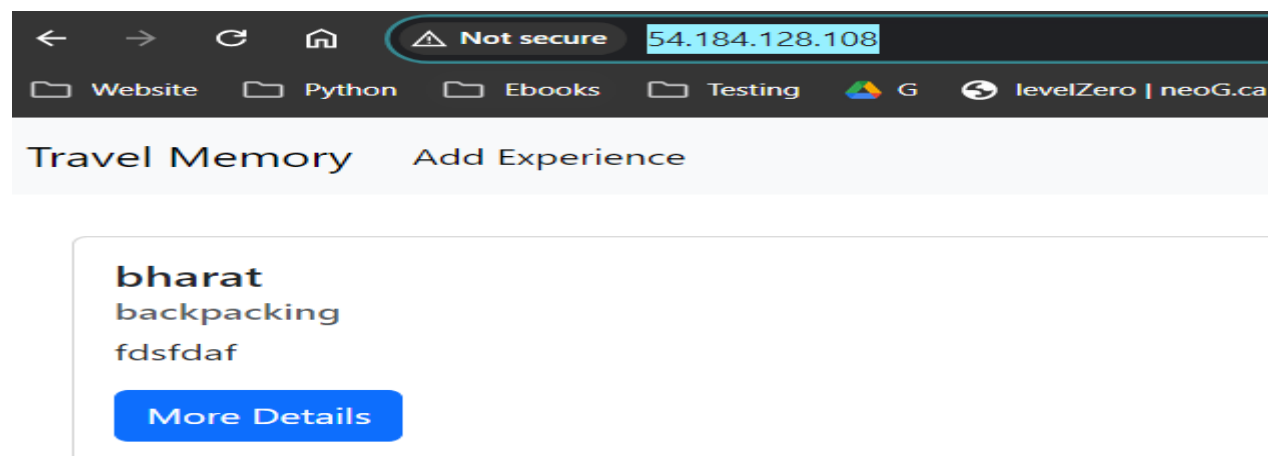 Not secure 54.184.128.108
Website Python Ebooks Testing G levelZero | neoG.ca
Travel Memory Add Experience
bharat
backpacking
fdsfdaf
More Details